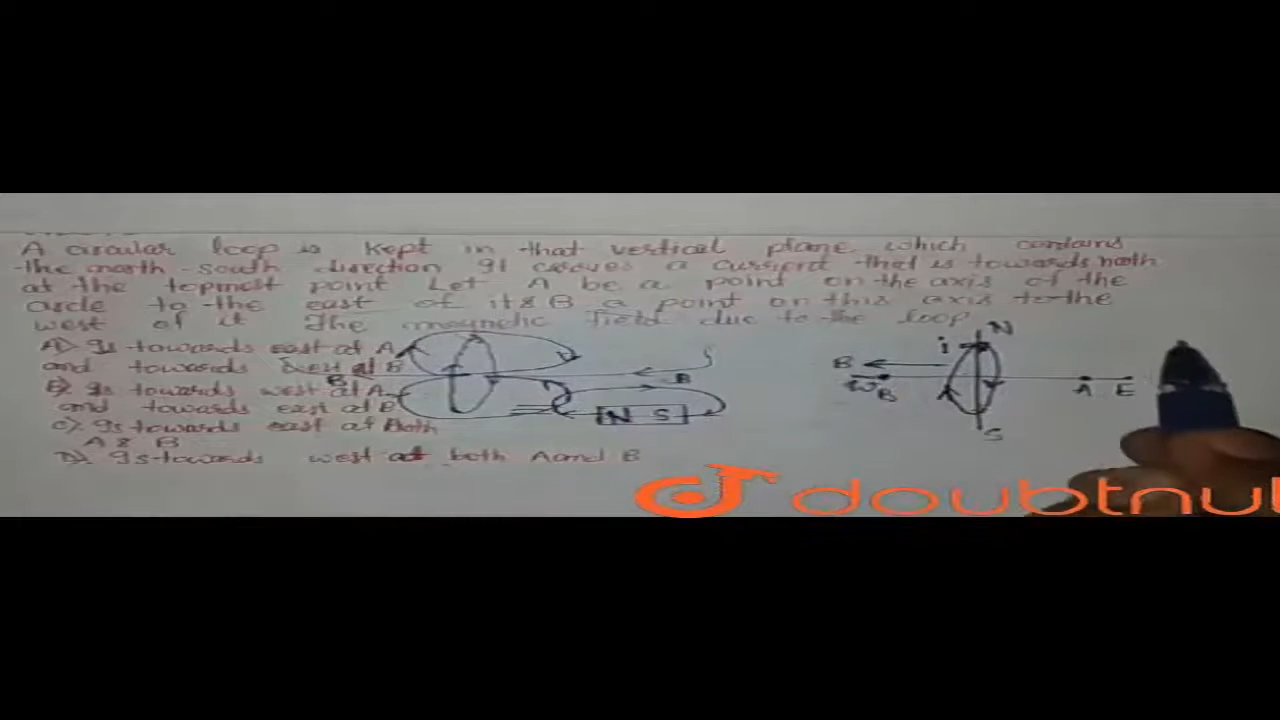 A circular loop is kept in that vertical plane which contains
the north-south direction It carries a current that is towards north
at the topmost point Let A be a point on the axis of the
circle to the east of it & B a point on this axis to the
west of it The magnetic field due to the loop
A) Is towards east at A
and towards west at B
B) Is towards west at A
and towards east at B
C) Is towards east at Both
A & B
D) Is towards west at both A and B
B
B
N S
N
i
B
W
B
A E
S
doubtnut